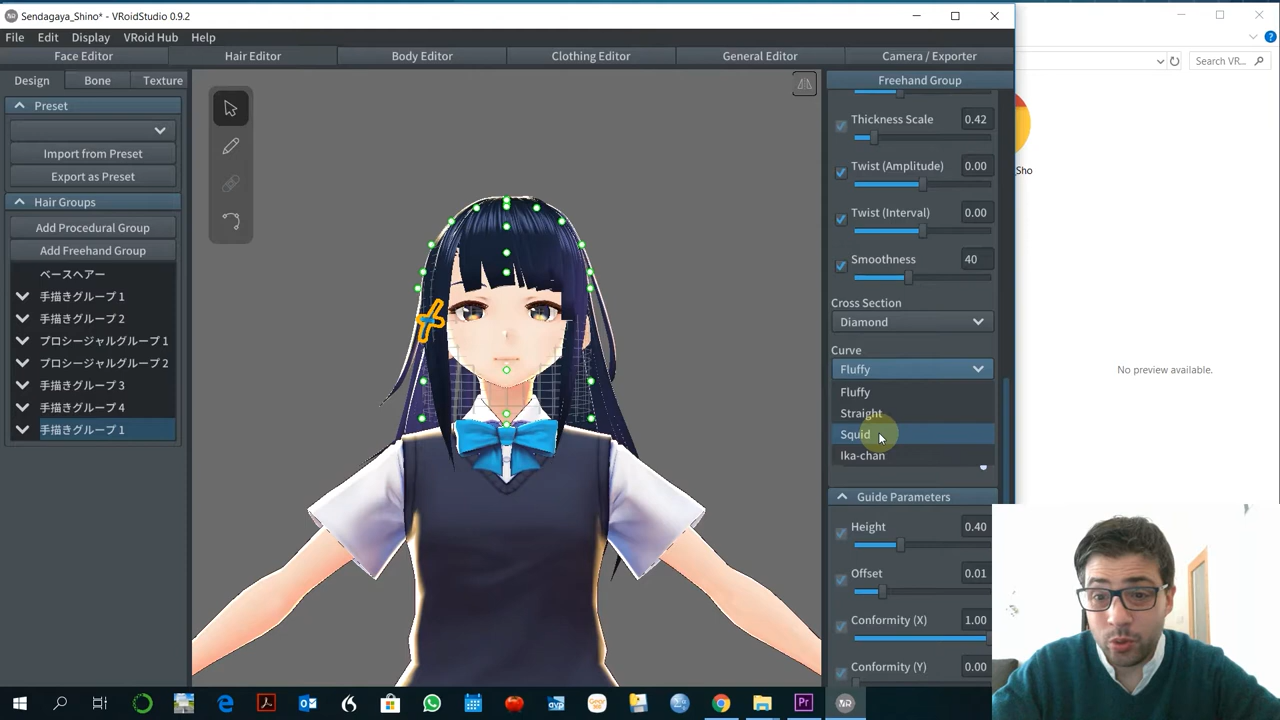 Sendagaya_Shino* - VRoidStudio 0.9.2
File Edit Display VRoid Hub Help
Face Editor Hair Editor Body Editor Clothing Editor General Editor Camera / Exporter
Design Bone Texture
Preset
Import from Preset
Export as Preset
Hair Groups
Add Procedural Group
Add Freehand Group
ベースヘアー
手描きグループ 1
手描きグループ 2
プロシージャルグループ 1
プロシージャルグループ 2
手描きグループ 3
手描きグループ 4
手描きグループ 1
Freehand Group
Thickness Scale 0.42
Twist (Amplitude) 0.00
Twist (Interval) 0.00
Smoothness 40
Cross Section
Diamond
Curve
Fluffy
Fluffy
Straight
Squid
Ika-chan
Guide Parameters
Height 0.40
Offset 0.01
Conformity (X) 1.00
Conformity (Y) 0.00
Search VR...
_Sho
No preview available.
Pr